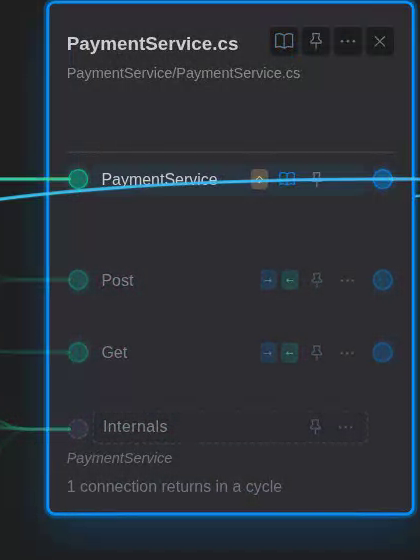 PaymentService.cs
PaymentService/PaymentService.cs
PaymentService
Post
Get
Internals
PaymentService
1 connection returns in a cycle